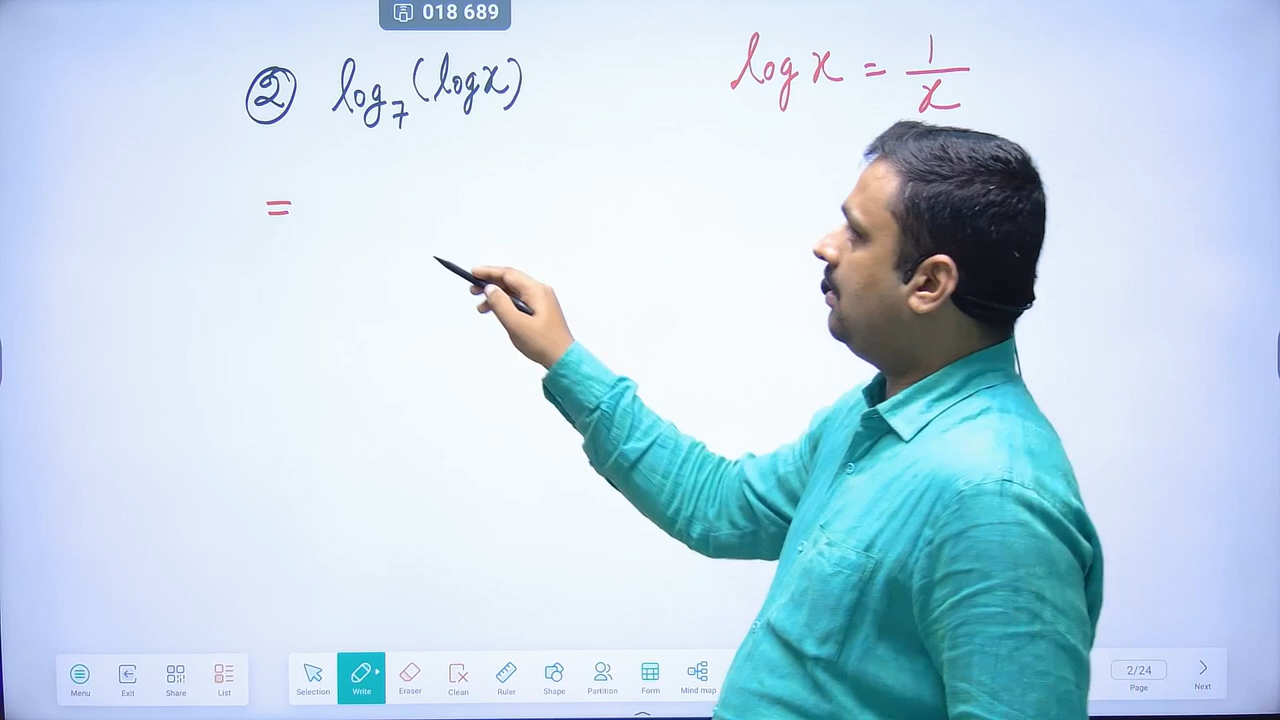 018 689
② log₇(log x)
log x = 1/x
=
Menu
Exit
Share
List
Selection
Write
Eraser
Clean
Ruler
Shape
Partition
Form
Mind map
2/24
Page
Next